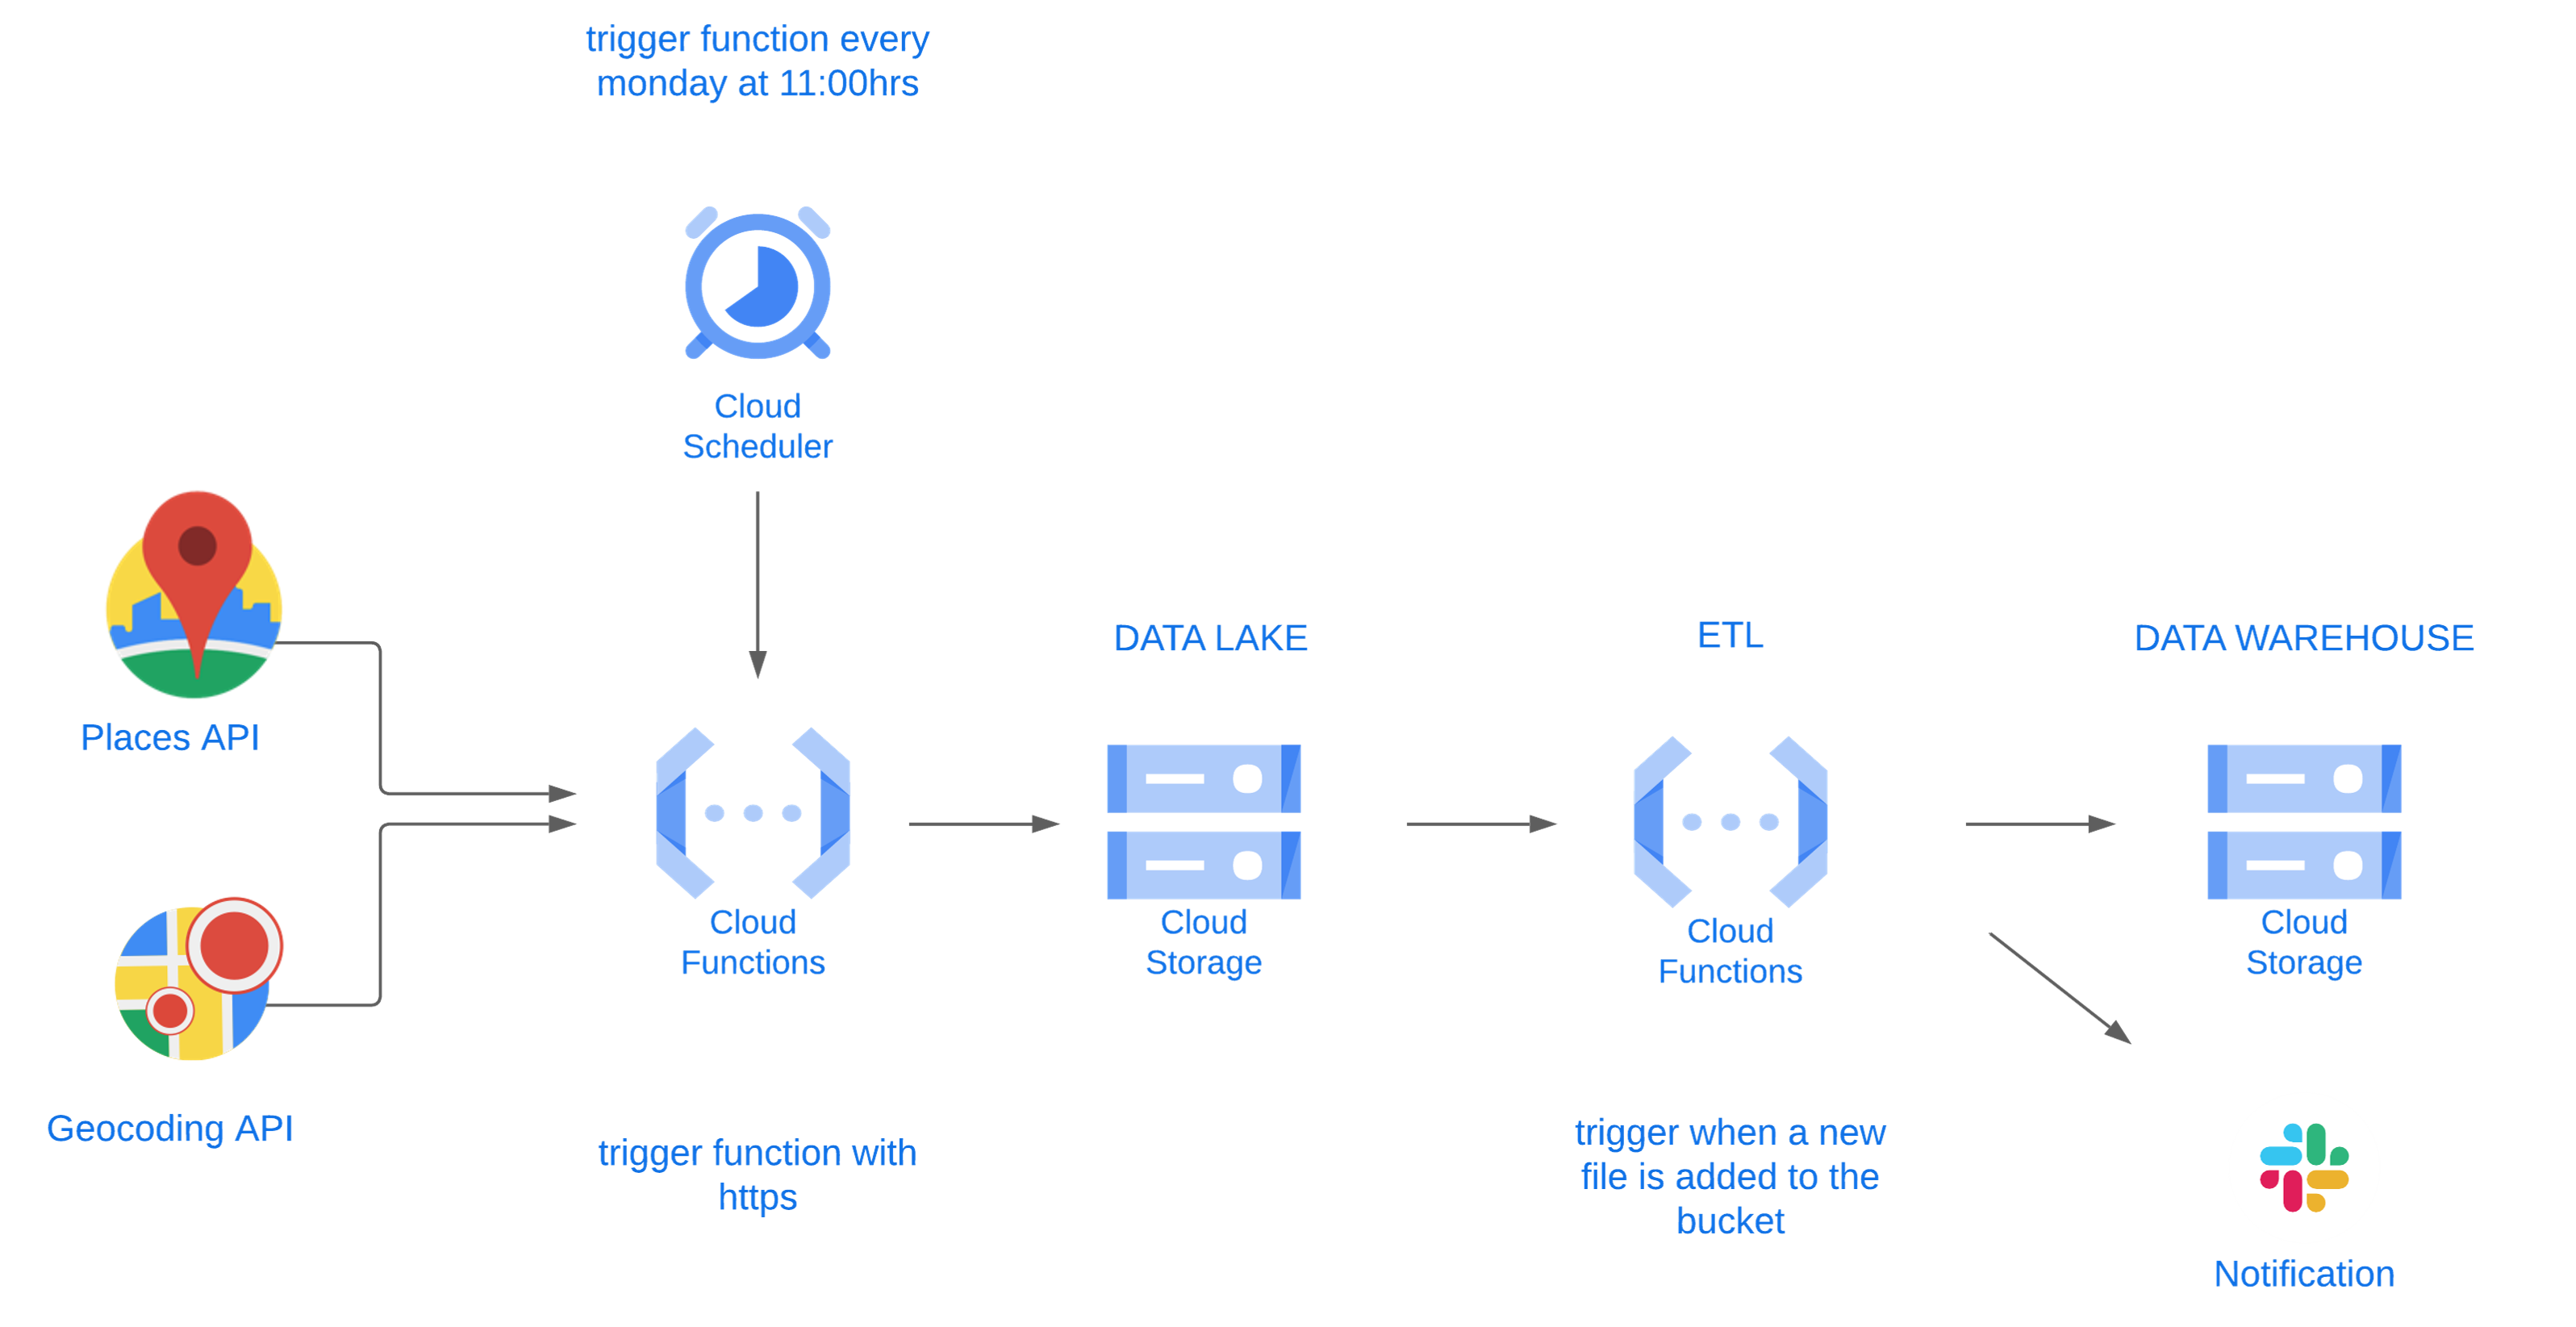 trigger function every
monday at 11:00hrs
Cloud
Scheduler
Places API
Geocoding API
Cloud
Functions
trigger function with
https
DATA LAKE
Cloud
Storage
ETL
Cloud
Functions
trigger when a new
file is added to the
bucket
DATA WAREHOUSE
Cloud
Storage
Notification